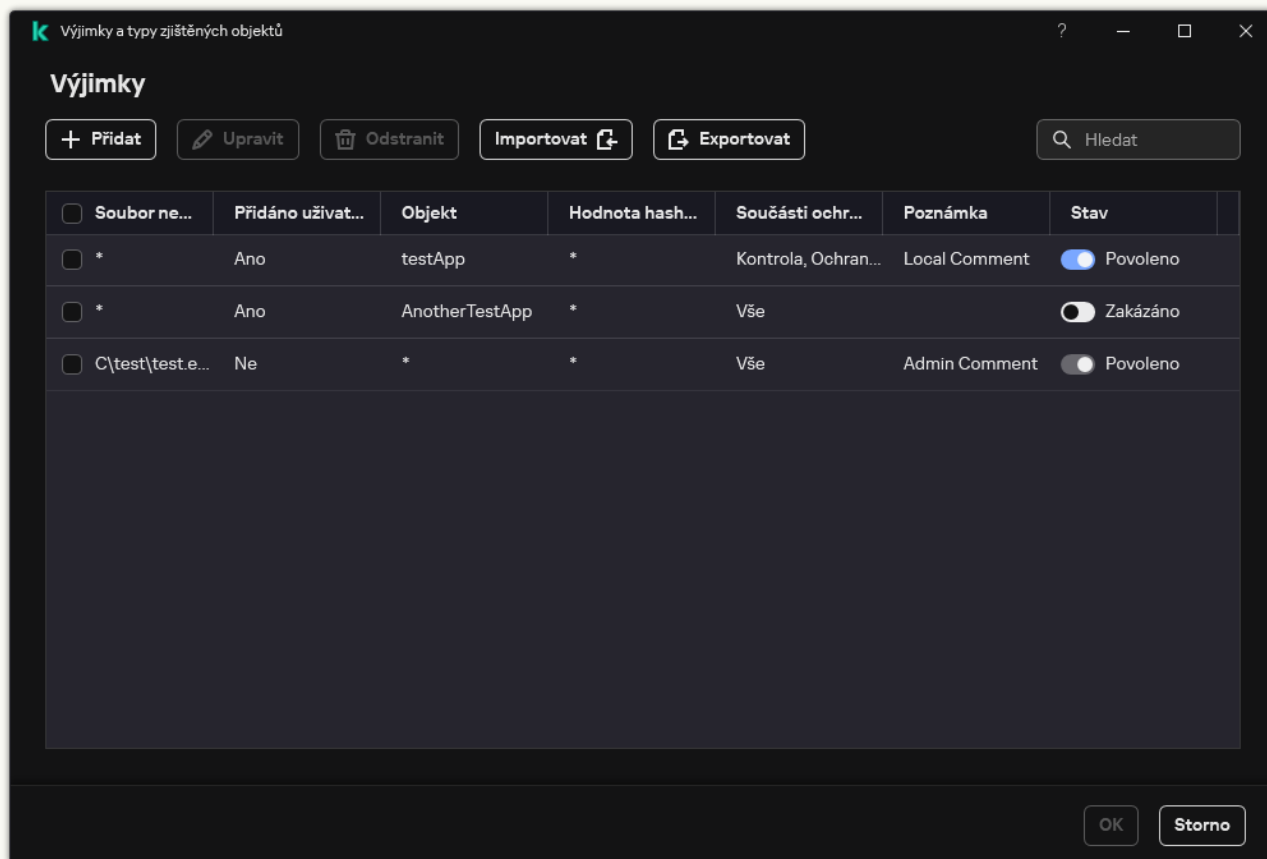 Výjimky a typy zjištěných objektů ?
Výjimky
Přidat Upravit Odstranit Importovat Exportovat Hledat
Soubor ne... Přidáno uživat... Objekt Hodnota hash... Součásti ochr... Poznámka Stav
* Ano testApp * Kontrola, Ochran... Local Comment Povoleno
* Ano AnotherTestApp * Vše Zakázáno
C\test\test.e... Ne * * Vše Admin Comment Povoleno
OK Storno